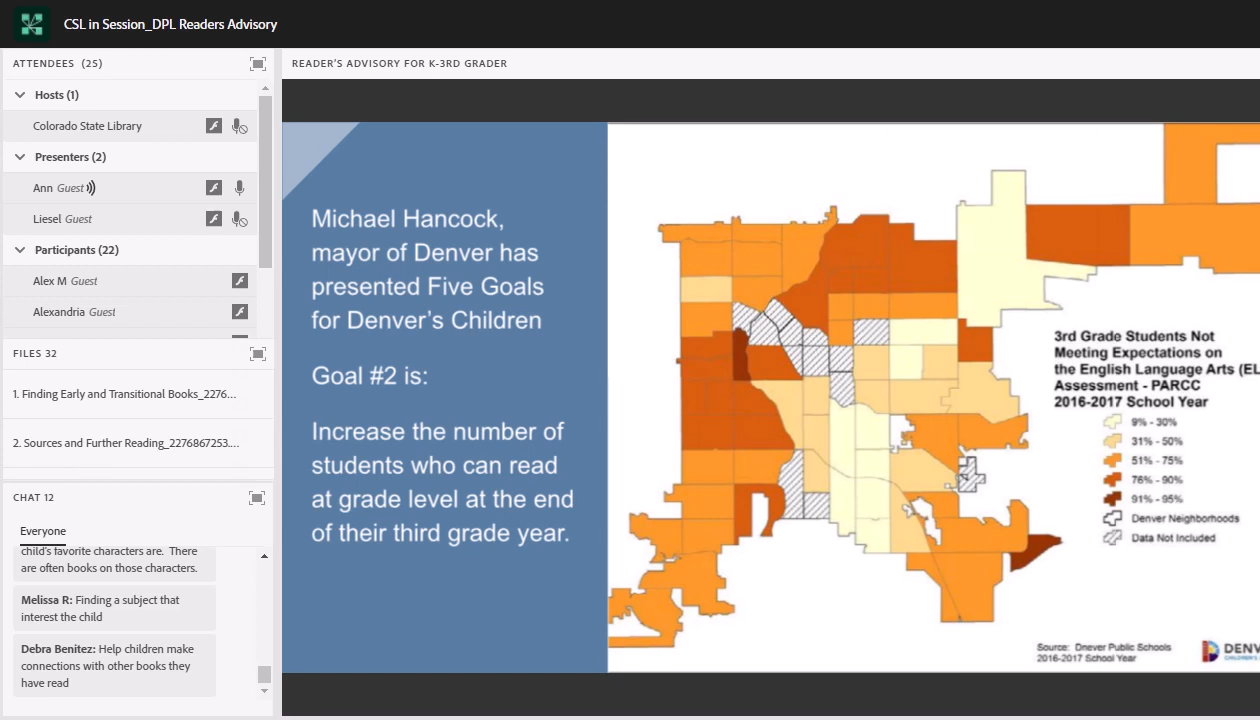 CSL in Session_DPL Readers Advisory
ATTENDEES (25)
Hosts (1)
Colorado State Library
Presenters (2)
Ann Guest
Liesel Guest
Participants (22)
Alex M Guest
Alexandria Guest
FILES 32
1. Finding Early and Transitional Books_2276...
2. Sources and Further Reading_2276867253....
CHAT 12
Everyone
child's favorite characters are. There
are often books on those characters.
Melissa R: Finding a subject that
interest the child
Debra Benitez: Help children make
connections with other books they
have read
READER'S ADVISORY FOR K-3RD GRADER
Michael Hancock,
mayor of Denver has
presented Five Goals
for Denver's Children
Goal #2 is:
Increase the number of
students who can read
at grade level at the end
of their third grade year.
3rd Grade Students Not
Meeting Expectations on
the English Language Arts (EL
Assessment - PARCC
2016-2017 School Year
9% - 30%
31% - 50%
51% - 75%
76% - 90%
91% - 95%
Denver Neighborhoods
Data Not Included
Source: Dnever Public Schools
2016-2017 School Year